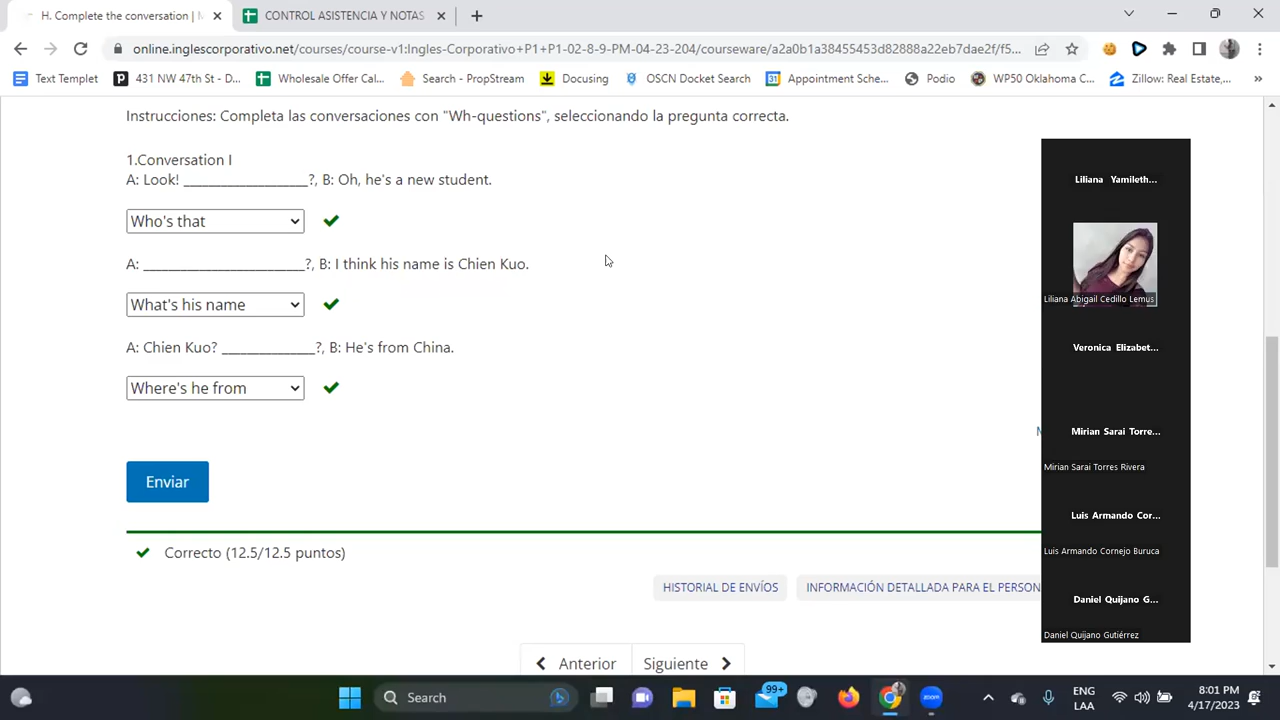 H. Complete the conversation |
CONTROL ASISTENCIA Y NOTAS
online.inglescorporativo.net/courses/course-v1:Ingles-Corporativo+P1+P1-02-8-9-PM-04-23-204/courseware/a2a0b1a38455453d82888a22eb7dae2f/f5...
Text Templet
431 NW 47th St - D...
Wholesale Offer Cal...
Search - PropStream
Docusing
OSCN Docket Search
Appointment Sche...
Podio
WP50 Oklahoma C...
Zillow: Real Estate,...
»
Instrucciones: Completa las conversaciones con "Wh-questions", seleccionando la pregunta correcta.
1.Conversation I
A: Look! ____________________?, B: Oh, he's a new student.
Who's that
A: __________________________?, B: I think his name is Chien Kuo.
What's his name
A: Chien Kuo? _______________?, B: He's from China.
Where's he from
Enviar
Correcto (12.5/12.5 puntos)
HISTORIAL DE ENVÍOS
INFORMACIÓN DETALLADA PARA EL PERSON
Anterior
Siguiente
Liliana Yamileth...
Liliana Abigail Cedillo Lemus
Veronica Elizabet...
Mirian Sarai Torre...
Mirian Sarai Torres Rivera
Luis Armando Cor...
Luis Armando Cornejo Buruca
Daniel Quijano G...
Daniel Quijano Gutiérrez
Search
99+
zoom
ENG
LAA
8:01 PM
4/17/2023